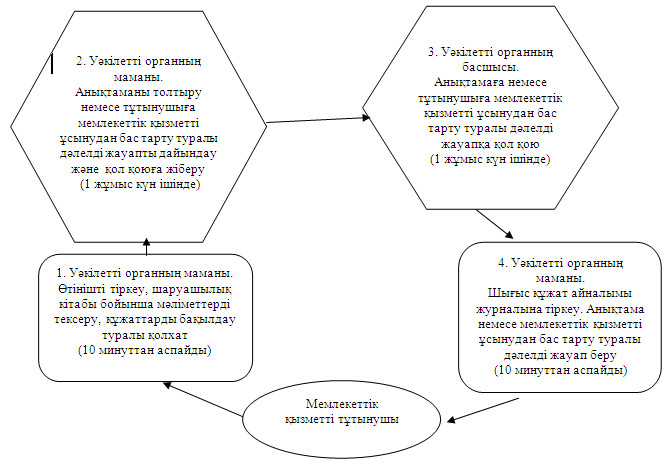 2. Уәкілетті органның
маманы.
Анықтаманы толтыру
немесе тұтынушыға
мемлекеттік қызметті
ұсынудан бас тарту туралы
дәлелді жауапты дайындау
және қол қоюға жіберу
(1 жұмыс күн ішінде)
3. Уәкілетті органның
басшысы.
Анықтамаға немесе
тұтынушыға мемлекеттік
қызметті ұсынудан бас
тарту туралы дәлелді
жауапқа қол қою
(1 жұмыс күн ішінде)
1. Уәкілетті органның маманы.
Өтінішті тіркеу, шаруашылық
кітабы бойынша мәліметтерді
тексеру, құжаттарды бақылдау
туралы қолхат
(10 минуттан аспайды)
4. Уәкілетті органның
маманы.
Шығыс құжат айналымы
журналына тіркеу. Анықтама
немесе мемлекеттік қызметті
ұсынудан бас тарту туралы
дәлелді жауап беру
(10 минуттан аспайды)
Мемлекеттік
қызметті тұтынушы